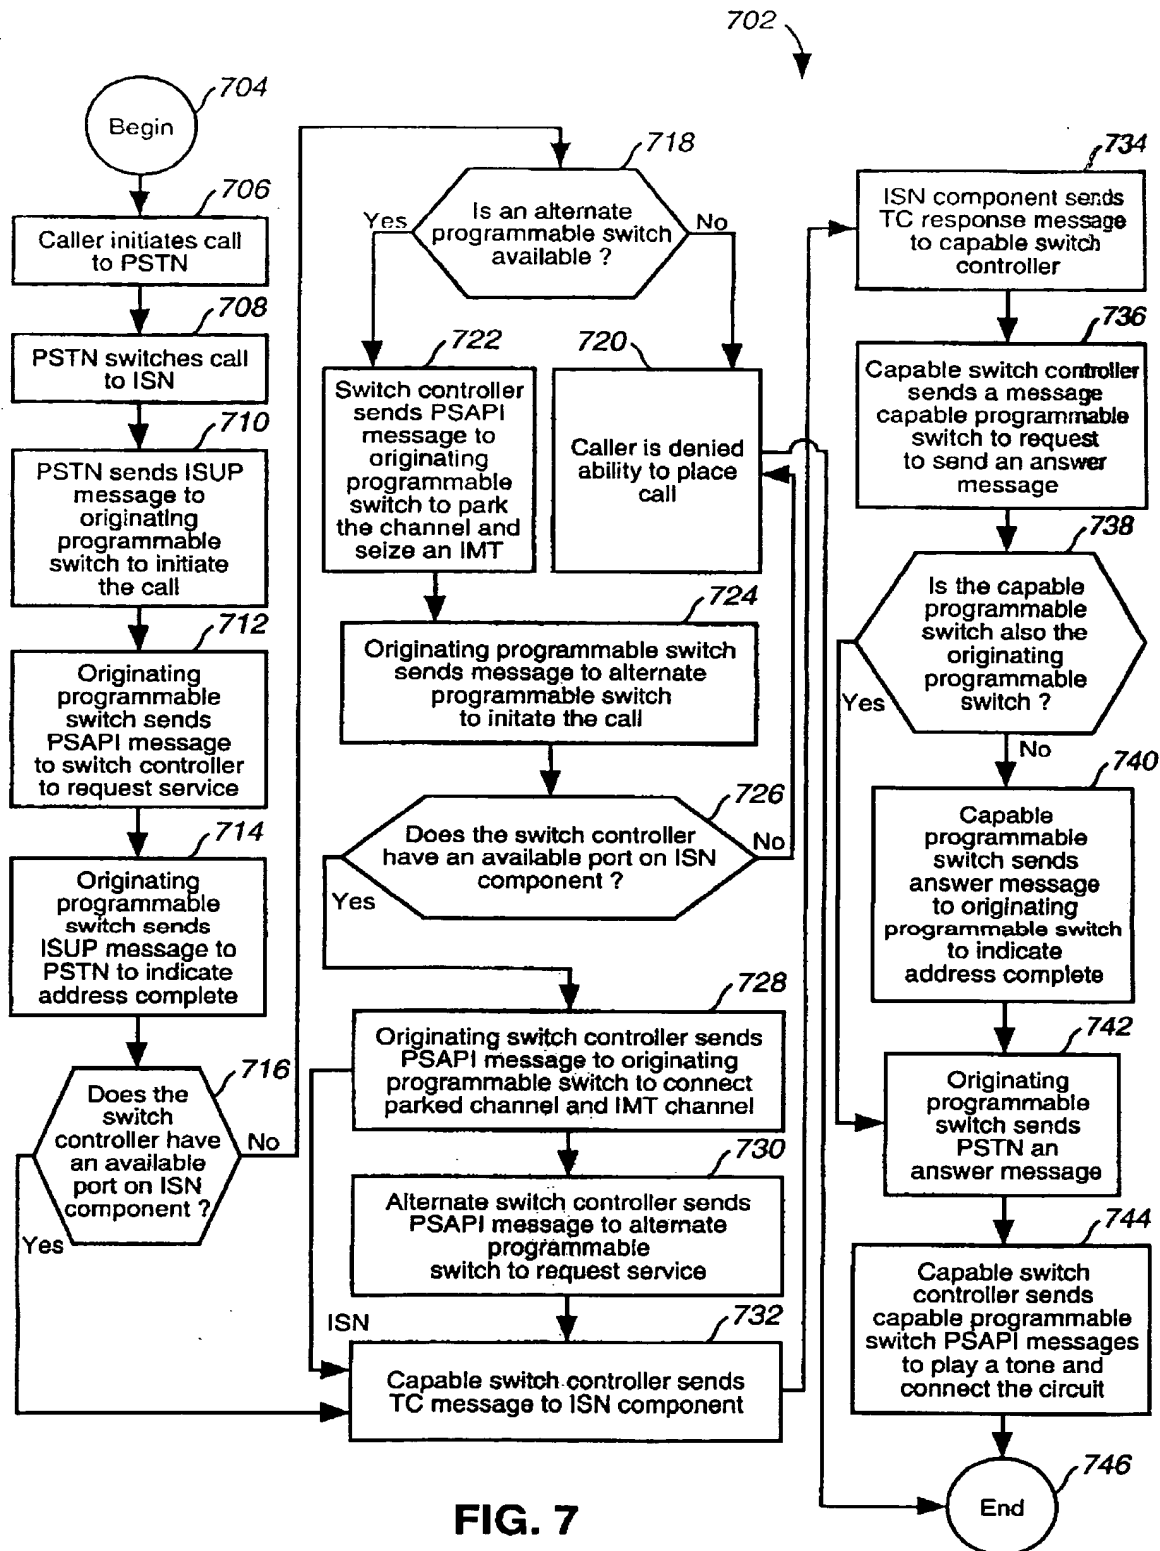 702
704
Begin
706
Caller initiates call
to PSTN
708
PSTN switches call
to ISN
710
PSTN sends ISUP
message to
originating
programmable
switch to initiate
the call
712
Originating
programmable
switch sends
PSAPI message
to switch controller
to request service
714
Originating
programmable
switch sends
ISUP message to
PSTN to indicate
address complete
716
Does the
switch
controller have
an available
port on ISN
component ?
No
Yes
718
Is an alternate
programmable switch
available ?
Yes
No
722
Switch controller
sends PSAPI
message to
originating
programmable
switch to park
the channel and
seize an IMT
720
Caller is denied
ability to place
call
724
Originating programmable switch
sends message to alternate
programmable switch
to initate the call
726
Does the switch controller
have an available port on ISN
component ?
No
Yes
728
Originating switch controller sends
PSAPI message to originating
programmable switch to connect
parked channel and IMT channel
730
Alternate switch controller sends
PSAPI message to alternate
programmable
switch to request service
ISN
732
Capable switch controller sends
TC message to ISN component
734
ISN component sends
TC response message
to capable switch
controller
736
Capable switch controller
sends a message
capable programmable
switch to request
to send an answer
message
738
Is the capable
programmable
switch also the
originating
programmable
switch ?
Yes
No
740
Capable
programmable
switch sends
answer message
to originating
programmable switch
to indicate
address complete
742
Originating
programmable
switch sends
PSTN an
answer message
744
Capable switch
controller sends
capable programmable
switch PSAPI messages
to play a tone and
connect the circuit
746
End
FIG. 7